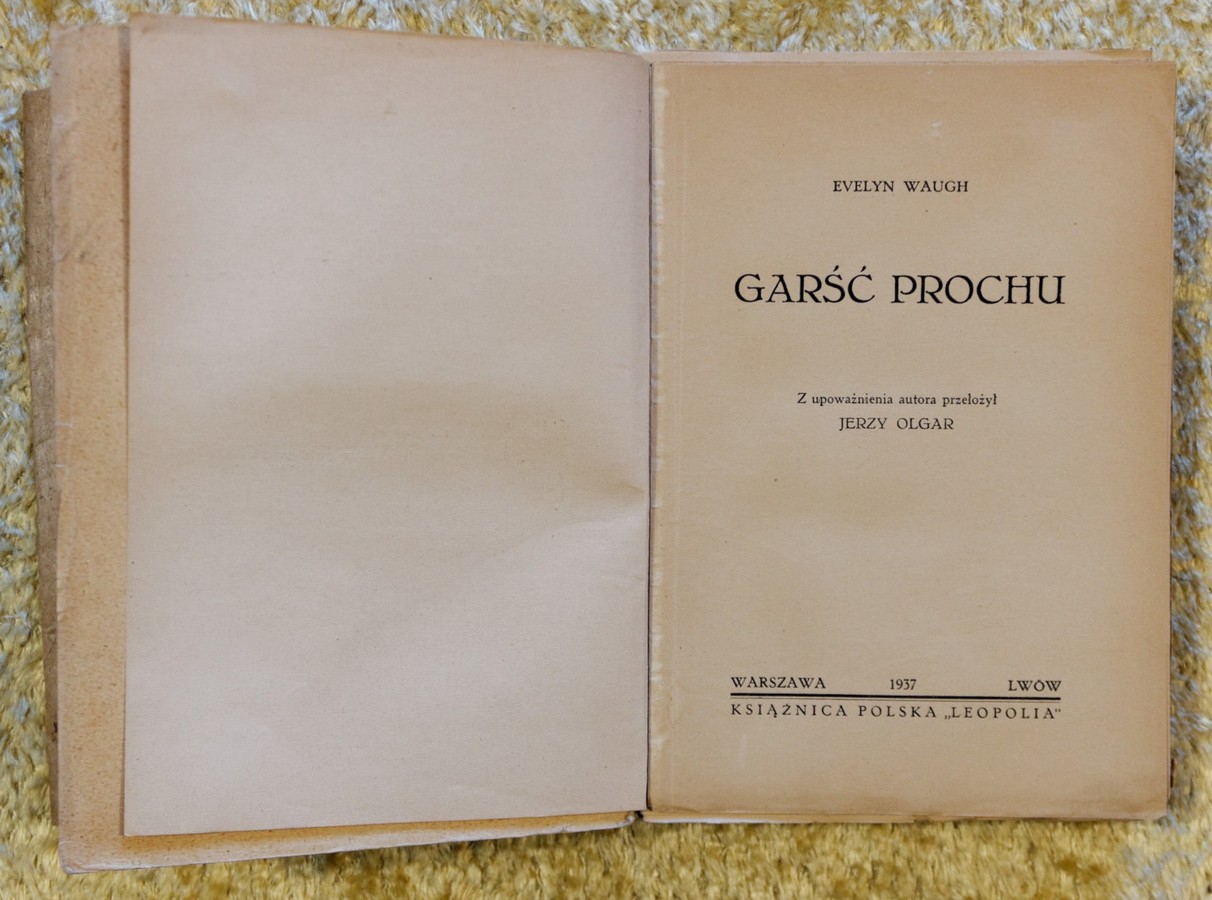 EVELYN WAUGH
GARŚĆ PROCHU
Z upoważnienia autora przełożył
JERZY OLGAR
WARSZAWA 1937 LWÓW
KSIĄŻNICA POLSKA „LEOPOLIA“